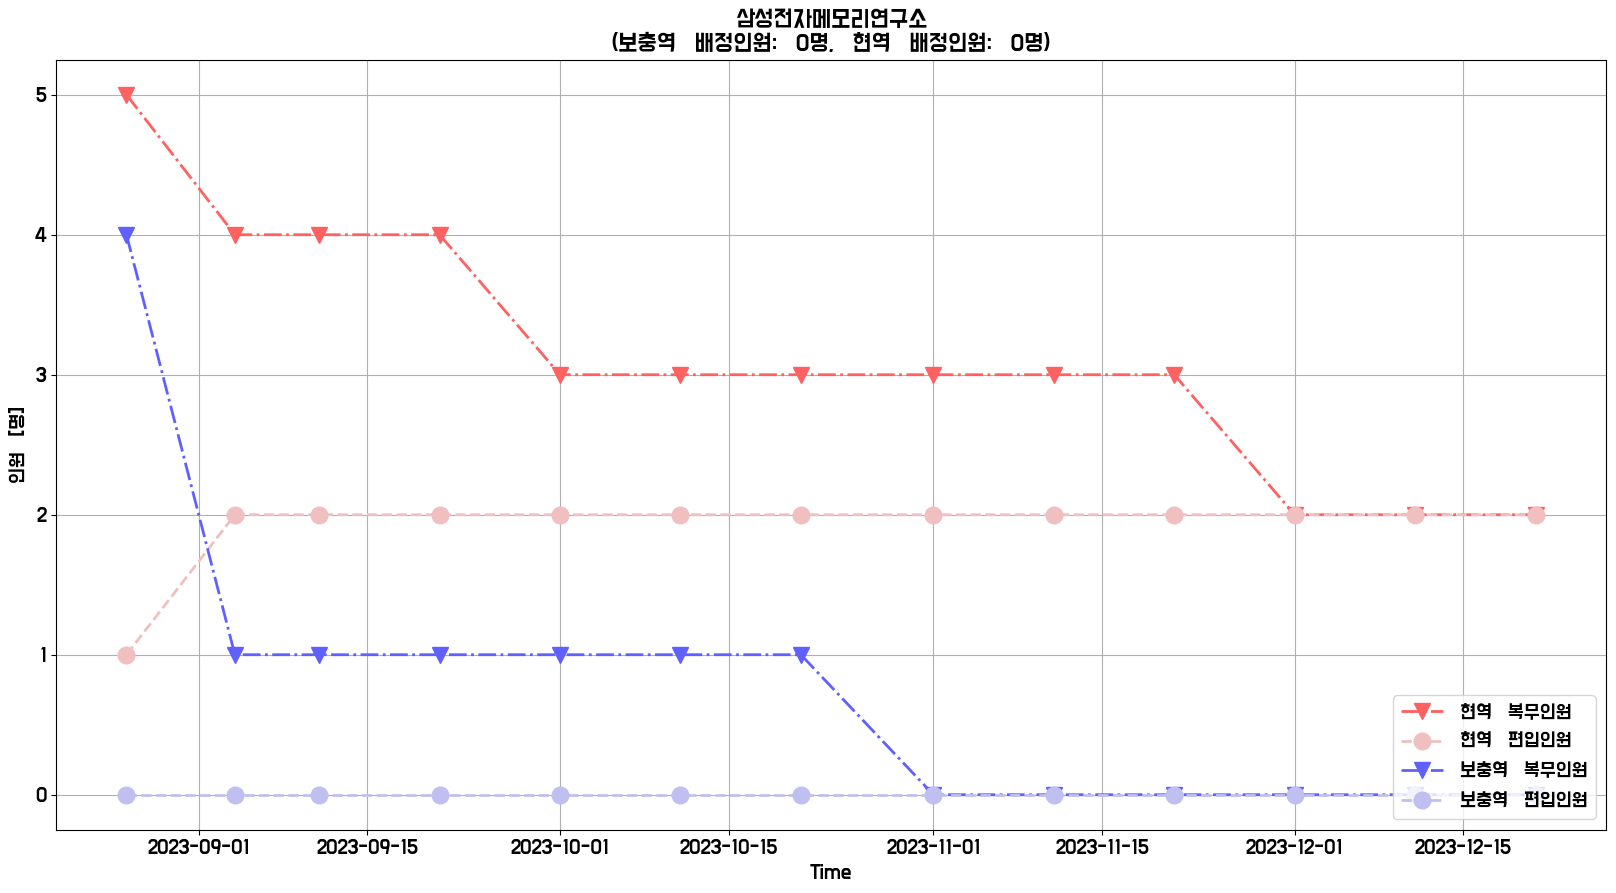 삼성전자메모리연구소
(보충역 배정인원: 0명, 현역 배정인원: 0명)
5
4
3
2
1
0
인원 [명]
현역 복무인원
현역 편입인원
보충역 복무인원
보충역 편입인원
2023-09-01 2023-09-15 2023-10-01 2023-10-15 2023-11-01 2023-11-15 2023-12-01 2023-12-15
Time